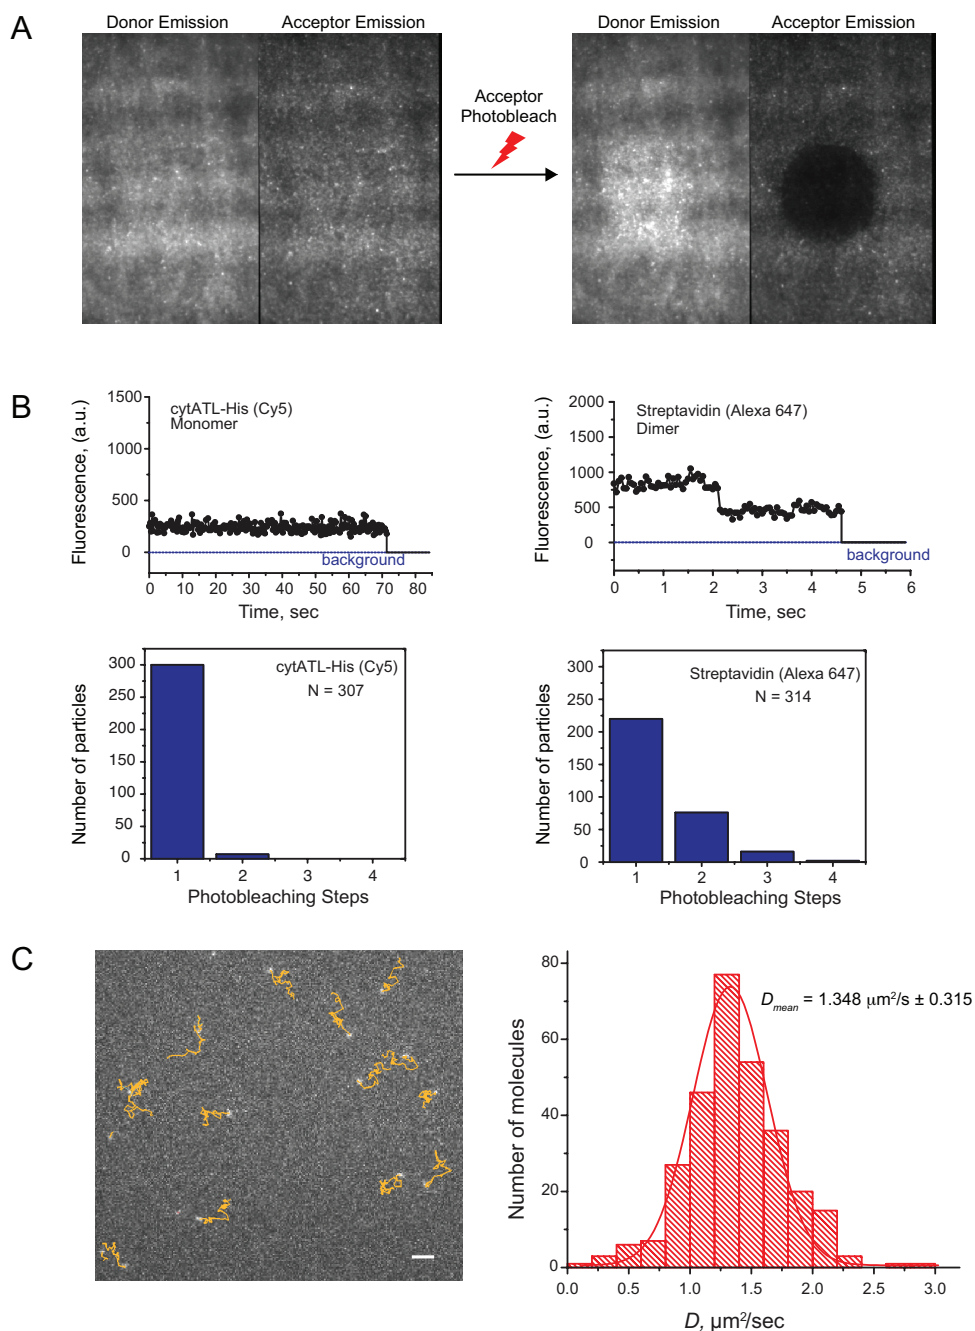 A
Donor Emission
Acceptor Emission
Acceptor
Photobleach
Donor Emission
Acceptor Emission
B
1500
1000
500
0
Fluorescence, (a.u.)
cytATL-His (Cy5)
Monomer
background
0 10 20 30 40 50 60 70 80
Time, sec
2000
1500
1000
500
0
Fluorescence, (a.u.)
Streptavidin (Alexa 647)
Dimer
background
0 1 2 3 4 5 6
Time, sec
300
250
200
150
100
50
0
Number of particles
cytATL-His (Cy5)
N = 307
1 2 3 4
Photobleaching Steps
300
250
200
150
100
50
0
Number of particles
Streptavidin (Alexa 647)
N = 314
1 2 3 4
Photobleaching Steps
C
80
60
40
20
0
Number of molecules
D mean = 1.348 μm²/s ± 0.315
0.0 0.5 1.0 1.5 2.0 2.5 3.0
D, μm²/sec